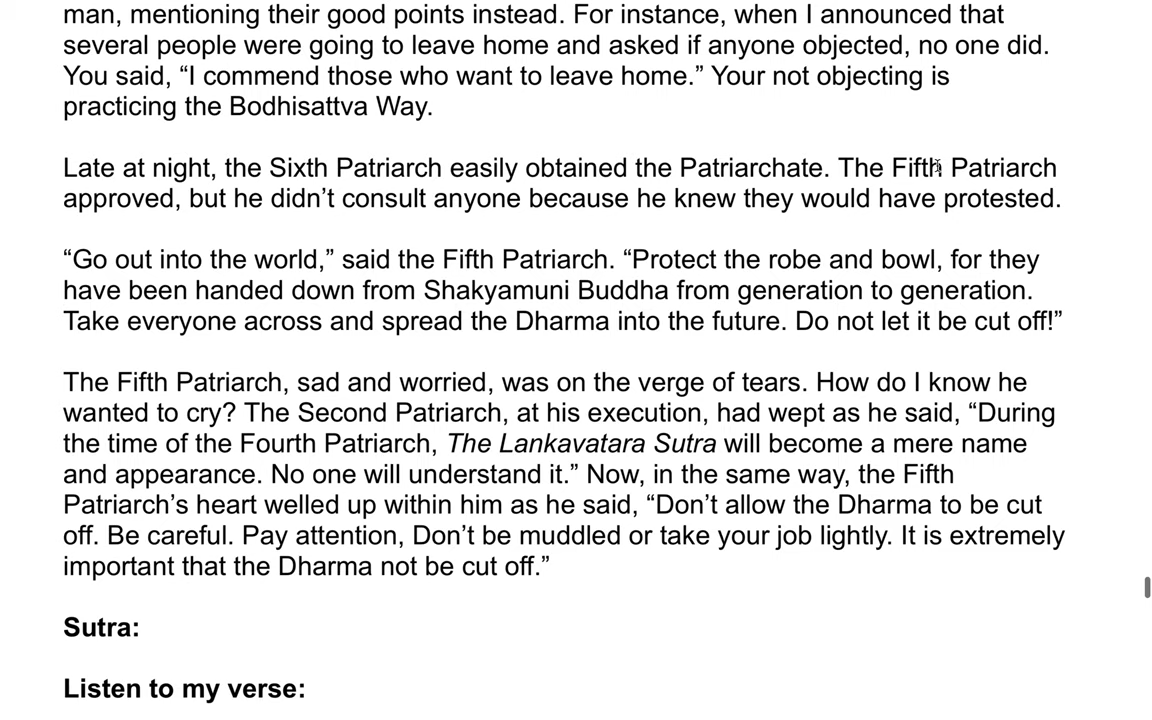 man, mentioning their good points instead. For instance, when I announced that
several people were going to leave home and asked if anyone objected, no one did.
You said, “I commend those who want to leave home.” Your not objecting is
practicing the Bodhisattva Way.
Late at night, the Sixth Patriarch easily obtained the Patriarchate. The Fifth Patriarch
approved, but he didn’t consult anyone because he knew they would have protested.
“Go out into the world,” said the Fifth Patriarch. “Protect the robe and bowl, for they
have been handed down from Shakyamuni Buddha from generation to generation.
Take everyone across and spread the Dharma into the future. Do not let it be cut off!”
The Fifth Patriarch, sad and worried, was on the verge of tears. How do I know he
wanted to cry? The Second Patriarch, at his execution, had wept as he said, “During
the time of the Fourth Patriarch, The Lankavatara Sutra will become a mere name
and appearance. No one will understand it.” Now, in the same way, the Fifth
Patriarch’s heart welled up within him as he said, “Don’t allow the Dharma to be cut
off. Be careful. Pay attention, Don’t be muddled or take your job lightly. It is extremely
important that the Dharma not be cut off.”
Sutra:
Listen to my verse: